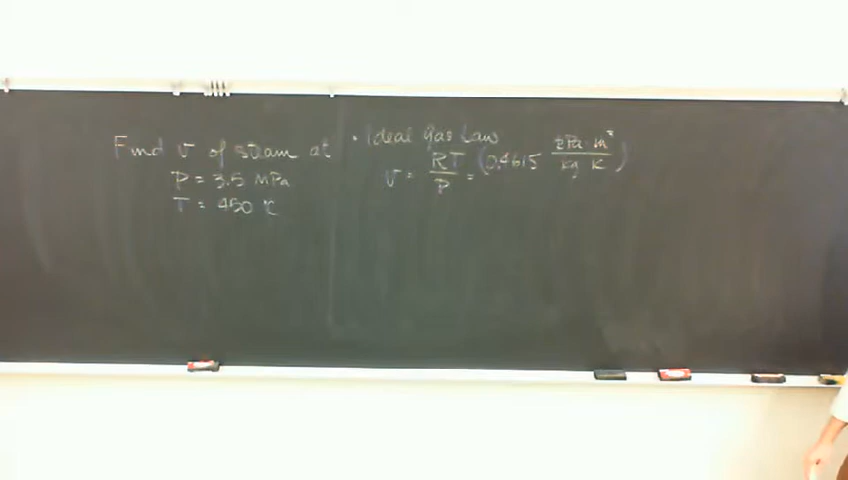 Find v of steam at
P = 3.5 MPa
T = 450 °C
• Ideal Gas Law
v = RT/P = (0.4615 kPa·m³/kg K)